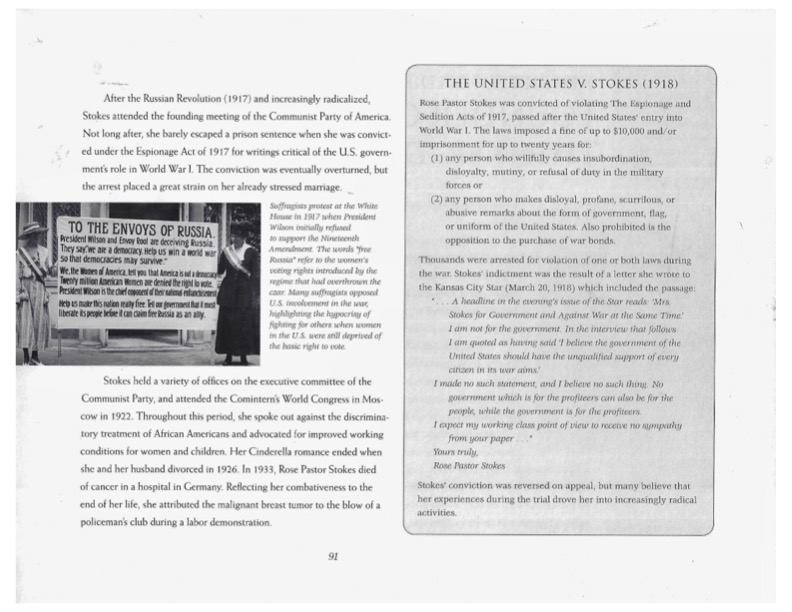 After the Russian Revolution (1917) and increasingly radicalized,
Stokes attended the founding meeting of the Communist Party of America.
Not long after, she barely escaped a prison sentence when she was convict-
ed under the Espionage Act of 1917 for writings critical of the U.S. govern-
ment's role in World War I. The conviction was eventually overturned, but
the arrest placed a great strain on her already stressed marriage.
TO THE ENVOYS OF RUSSIA
President Wilson and Envoy Root are deceiving Russia.
They say "we are a democracy. Help us win a world war
so that democracies may survive."
We, the Women of America, tell you that America is not a democracy
Twenty million American Women are denied the right to vote.
President Wilson is the chief opponent of their national enfranchisement
Help us make this nation really free. Tell our government that it must
liberate its people before it can claim free Russia as an ally.
Suffragists protest at the White
House in 1917 when President
Wilson initially refused
to support the Nineteenth
Amendment. The words "free
Russia" refer to the women's
voting rights introduced by the
regime that had overthrown the
czar. Many suffragists opposed
U.S. involvement in the war,
highlighting the hypocrisy of
fighting for others when women
in the U.S. were still deprived of
the basic right to vote.
Stokes held a variety of offices on the executive committee of the
Communist Party, and attended the Comintern's World Congress in Mos-
cow in 1922. Throughout this period, she spoke out against the discrimina-
tory treatment of African Americans and advocated for improved working
conditions for women and children. Her Cinderella romance ended when
she and her husband divorced in 1926. In 1933, Rose Pastor Stokes died
of cancer in a hospital in Germany. Reflecting her combativeness to the
end of her life, she attributed the malignant breast tumor to the blow of a
policeman's club during a labor demonstration.
91
THE UNITED STATES V. STOKES (1918)
Rose Pastor Stokes was convicted of violating The Espionage and
Sedition Acts of 1917, passed after the United States' entry into
World War I. The laws imposed a fine of up to $10,000 and/or
imprisonment for up to twenty years for:
(1) any person who willifully causes insubordination,
disloyalty, mutiny, or refusal of duty in the military
forces or
(2) any person who makes disloyal, profane, scurrilous, or
abusive remarks about the form of government, flag,
or uniform of the United States. Also prohibited is the
opposition to the purchase of war bonds.
Thousands were arrested for violation of one or both laws during
the war. Stokes' indictment was the result of a letter she wrote to
the Kansas City Star (March 20, 1918) which included the passage:
". . . A headline in the evening's issue of the Star reads: 'Mrs.
Stokes for Government and Against War at the Same Time.'
I am not for the government. In the interview that follows
I am quoted as having said 'I believe the government of the
United States should have the unqualified support of every
citizen in its war aims.'
I made no such statement, and I believe no such thing. No
government which is for the profiteers can also be for the
people, while the government is for the profiteers.
I expect my working class point of view to receive no sympathy
from your paper . . ."
Yours truly,
Rose Pastor Stokes
Stokes' conviction was reversed on appeal, but many believe that
her experiences during the trial drove her into increasingly radical
activities.